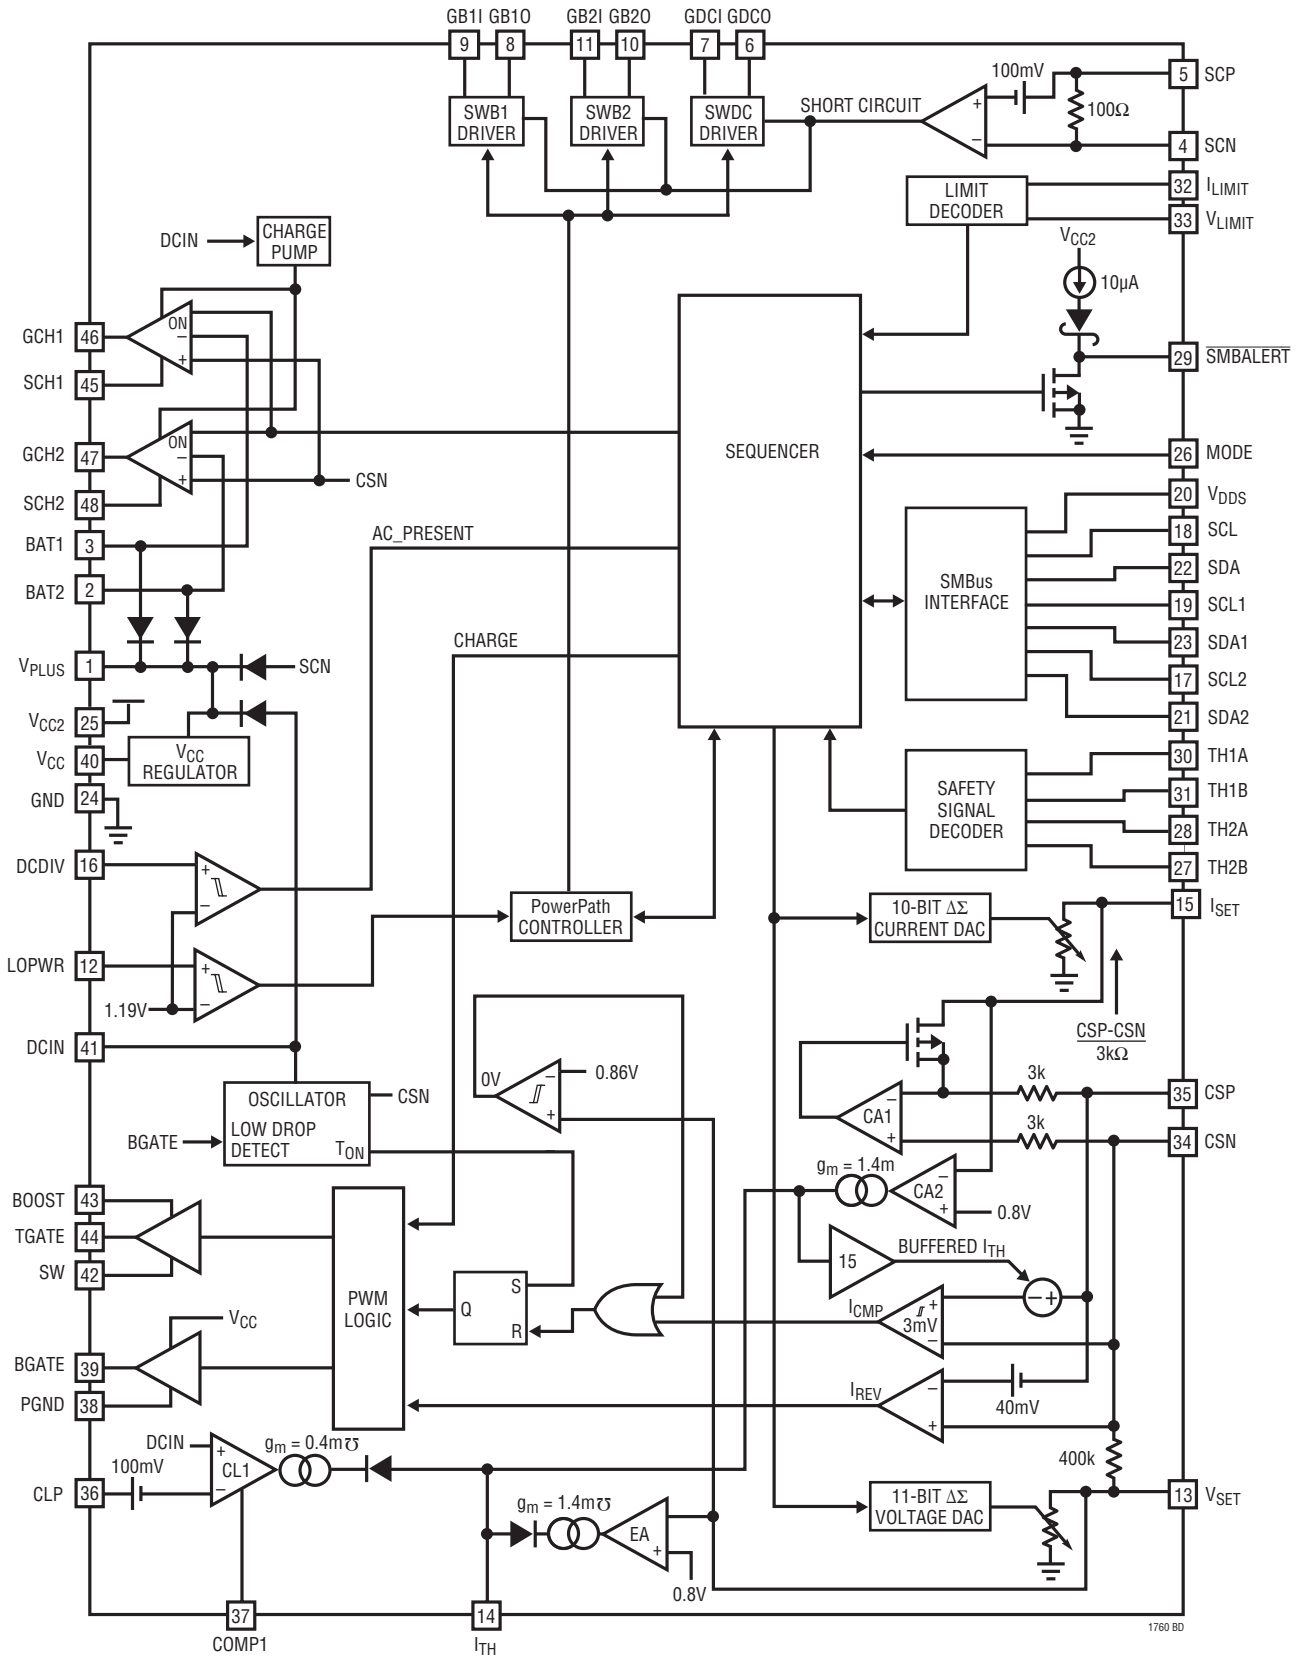 GB1I GB1O GB2I GB2O GDCI GDCO
9 8 11 10 7 6
SWB1 DRIVER
SWB2 DRIVER
SWDC DRIVER
SHORT CIRCUIT
+
−
100mV
100Ω
5 SCP
4 SCN
32 ILIMIT
33 VLIMIT
LIMIT DECODER
VCC2
10µA
29 SMBALERT
DCIN
CHARGE PUMP
GCH1 46
ON
−
+
SCH1 45
GCH2 47
ON
−
+
CSN
SCH2 48
BAT1 3
BAT2 2
AC_PRESENT
CHARGE
SEQUENCER
26 MODE
20 VDDS
18 SCL
22 SDA
19 SCL1
23 SDA1
17 SCL2
21 SDA2
SMBus INTERFACE
VPLUS 1
SCN
VCC2 25
VCC 40
VCC REGULATOR
GND 24
30 TH1A
31 TH1B
28 TH2A
27 TH2B
SAFETY SIGNAL DECODER
DCDIV 16
+
−
LOPWR 12
+
−
1.19V
PowerPath CONTROLLER
10-BIT ΔΣ CURRENT DAC
15 ISET
CSP-CSN
3kΩ
DCIN 41
OSCILLATOR
LOW DROP DETECT
TON
CSN
BGATE
0V
−
+
0.86V
CA1
−
+
3k
3k
35 CSP
34 CSN
gm = 1.4m
CA2
−
+
0.8V
BOOST 43
TGATE 44
SW 42
PWM LOGIC
S
Q
R
15
BUFFERED ITH
− +
ICMP
+
3mV
−
VCC
BGATE 39
PGND 38
IREV
−
+
40mV
400k
DCIN
100mV
CLP 36
+
CL1
−
gm = 0.4m℧
gm = 1.4m℧
EA
+
0.8V
11-BIT ΔΣ VOLTAGE DAC
13 VSET
37
COMP1
14
ITH
1760 BD